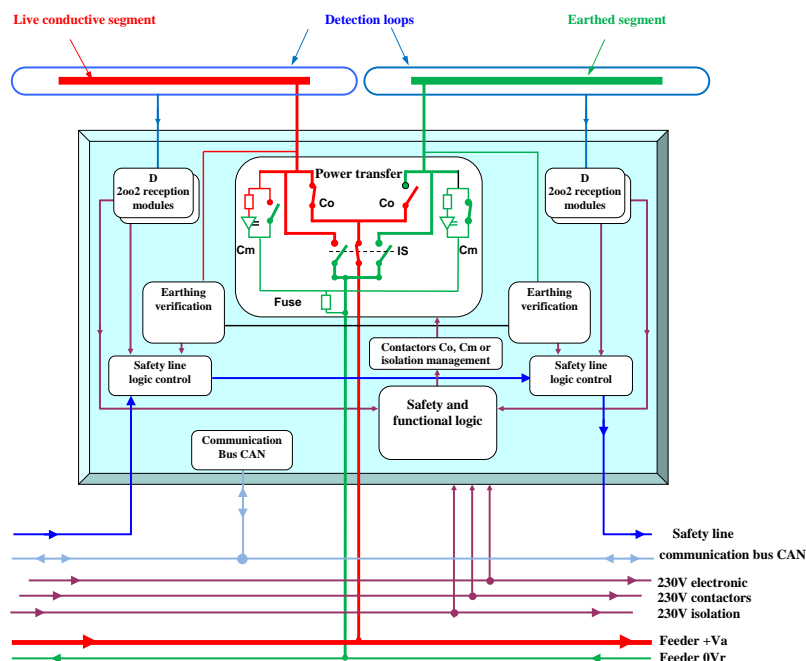 Live conductive segment
Detection loops
Earthed segment
D
2oo2 reception
modules
Power transfer
D
2oo2 reception
modules
Co
Co
=
=
Cm
IS
Cm
Earthing
verification
Fuse
Earthing
verification
Contactors Co, Cm or
isolation management
Safety line
logic control
Safety line
logic control
Safety and
functional logic
Communication
Bus CAN
Safety line
communication bus CAN
230V electronic
230V contactors
230V isolation
Feeder +Va
Feeder 0Vr